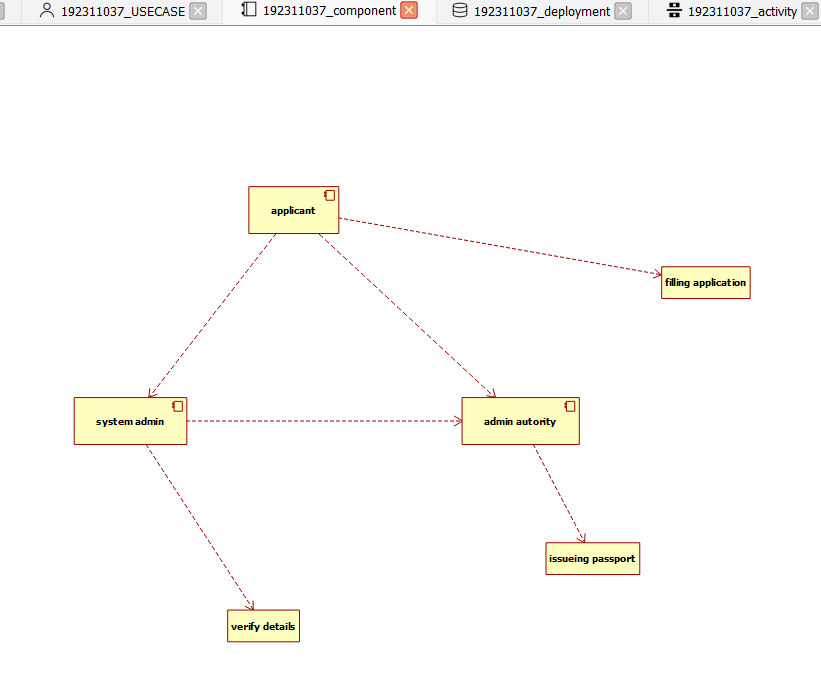 192311037_USECASE
192311037_component
192311037_deployment
192311037_activity
applicant
filling application
system admin
admin autority
issueing passport
verify details